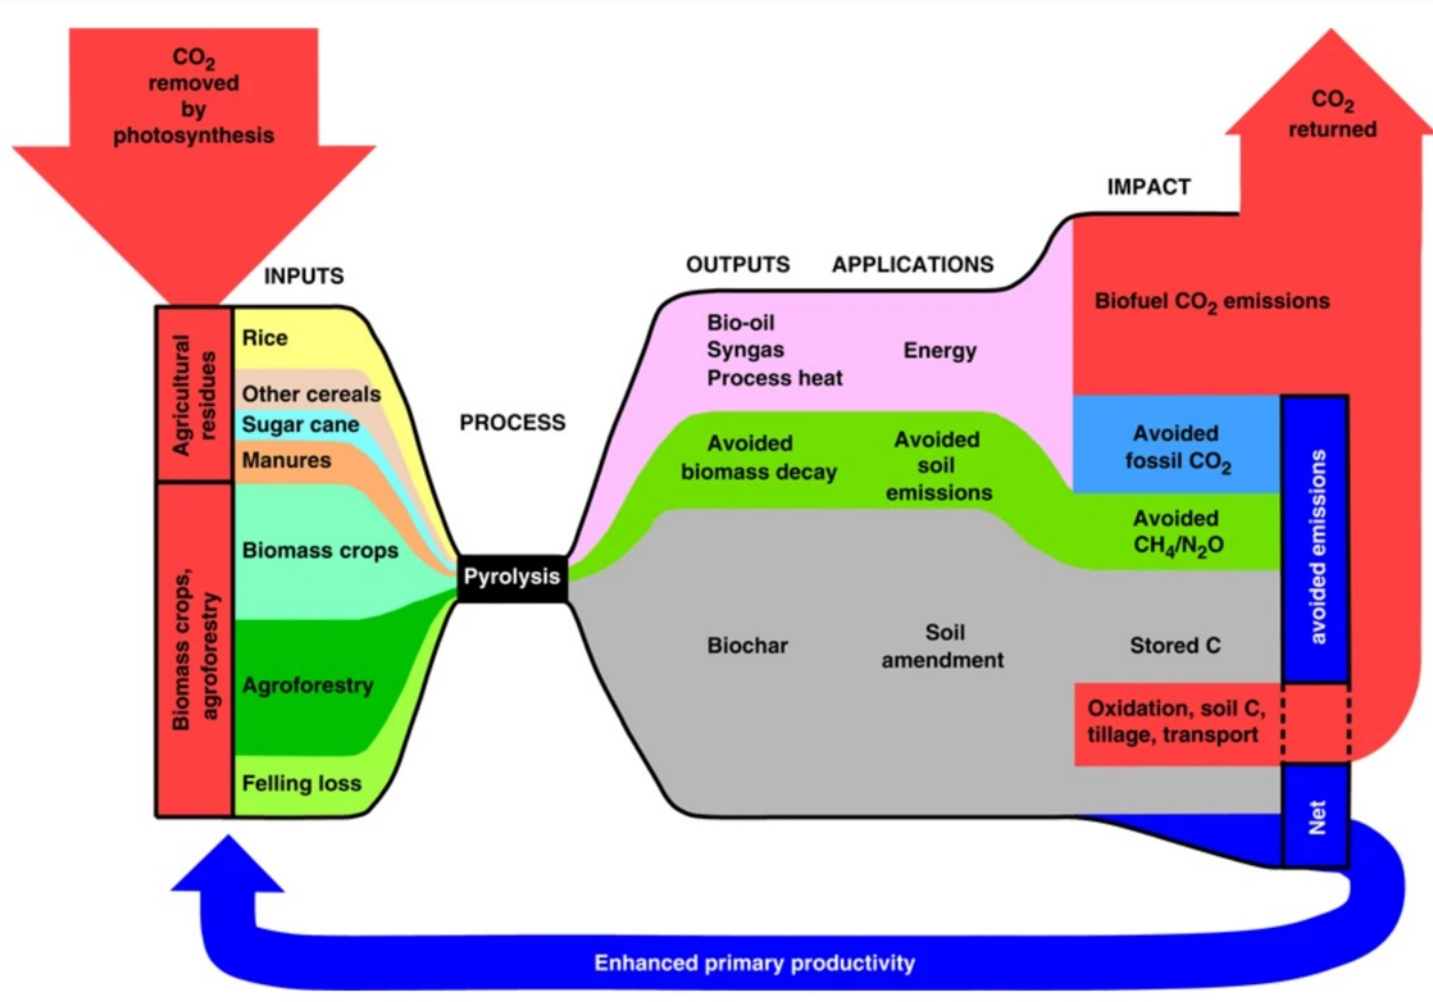 CO₂
removed
by
photosynthesis
CO₂
returned
IMPACT
INPUTS
OUTPUTS
APPLICATIONS
PROCESS
Agricultural
residues
Biomass crops,
agroforestry
Rice
Other cereals
Sugar cane
Manures
Biomass crops
Agroforestry
Felling loss
Pyrolysis
Bio-oil
Syngas
Process heat
Energy
Avoided
biomass decay
Avoided
soil
emissions
Biochar
Soil
amendment
Biofuel CO₂ emissions
Avoided
fossil CO₂
Avoided
CH₄/N₂O
Stored C
Oxidation, soil C,
tillage, transport
avoided emissions
Net
Enhanced primary productivity